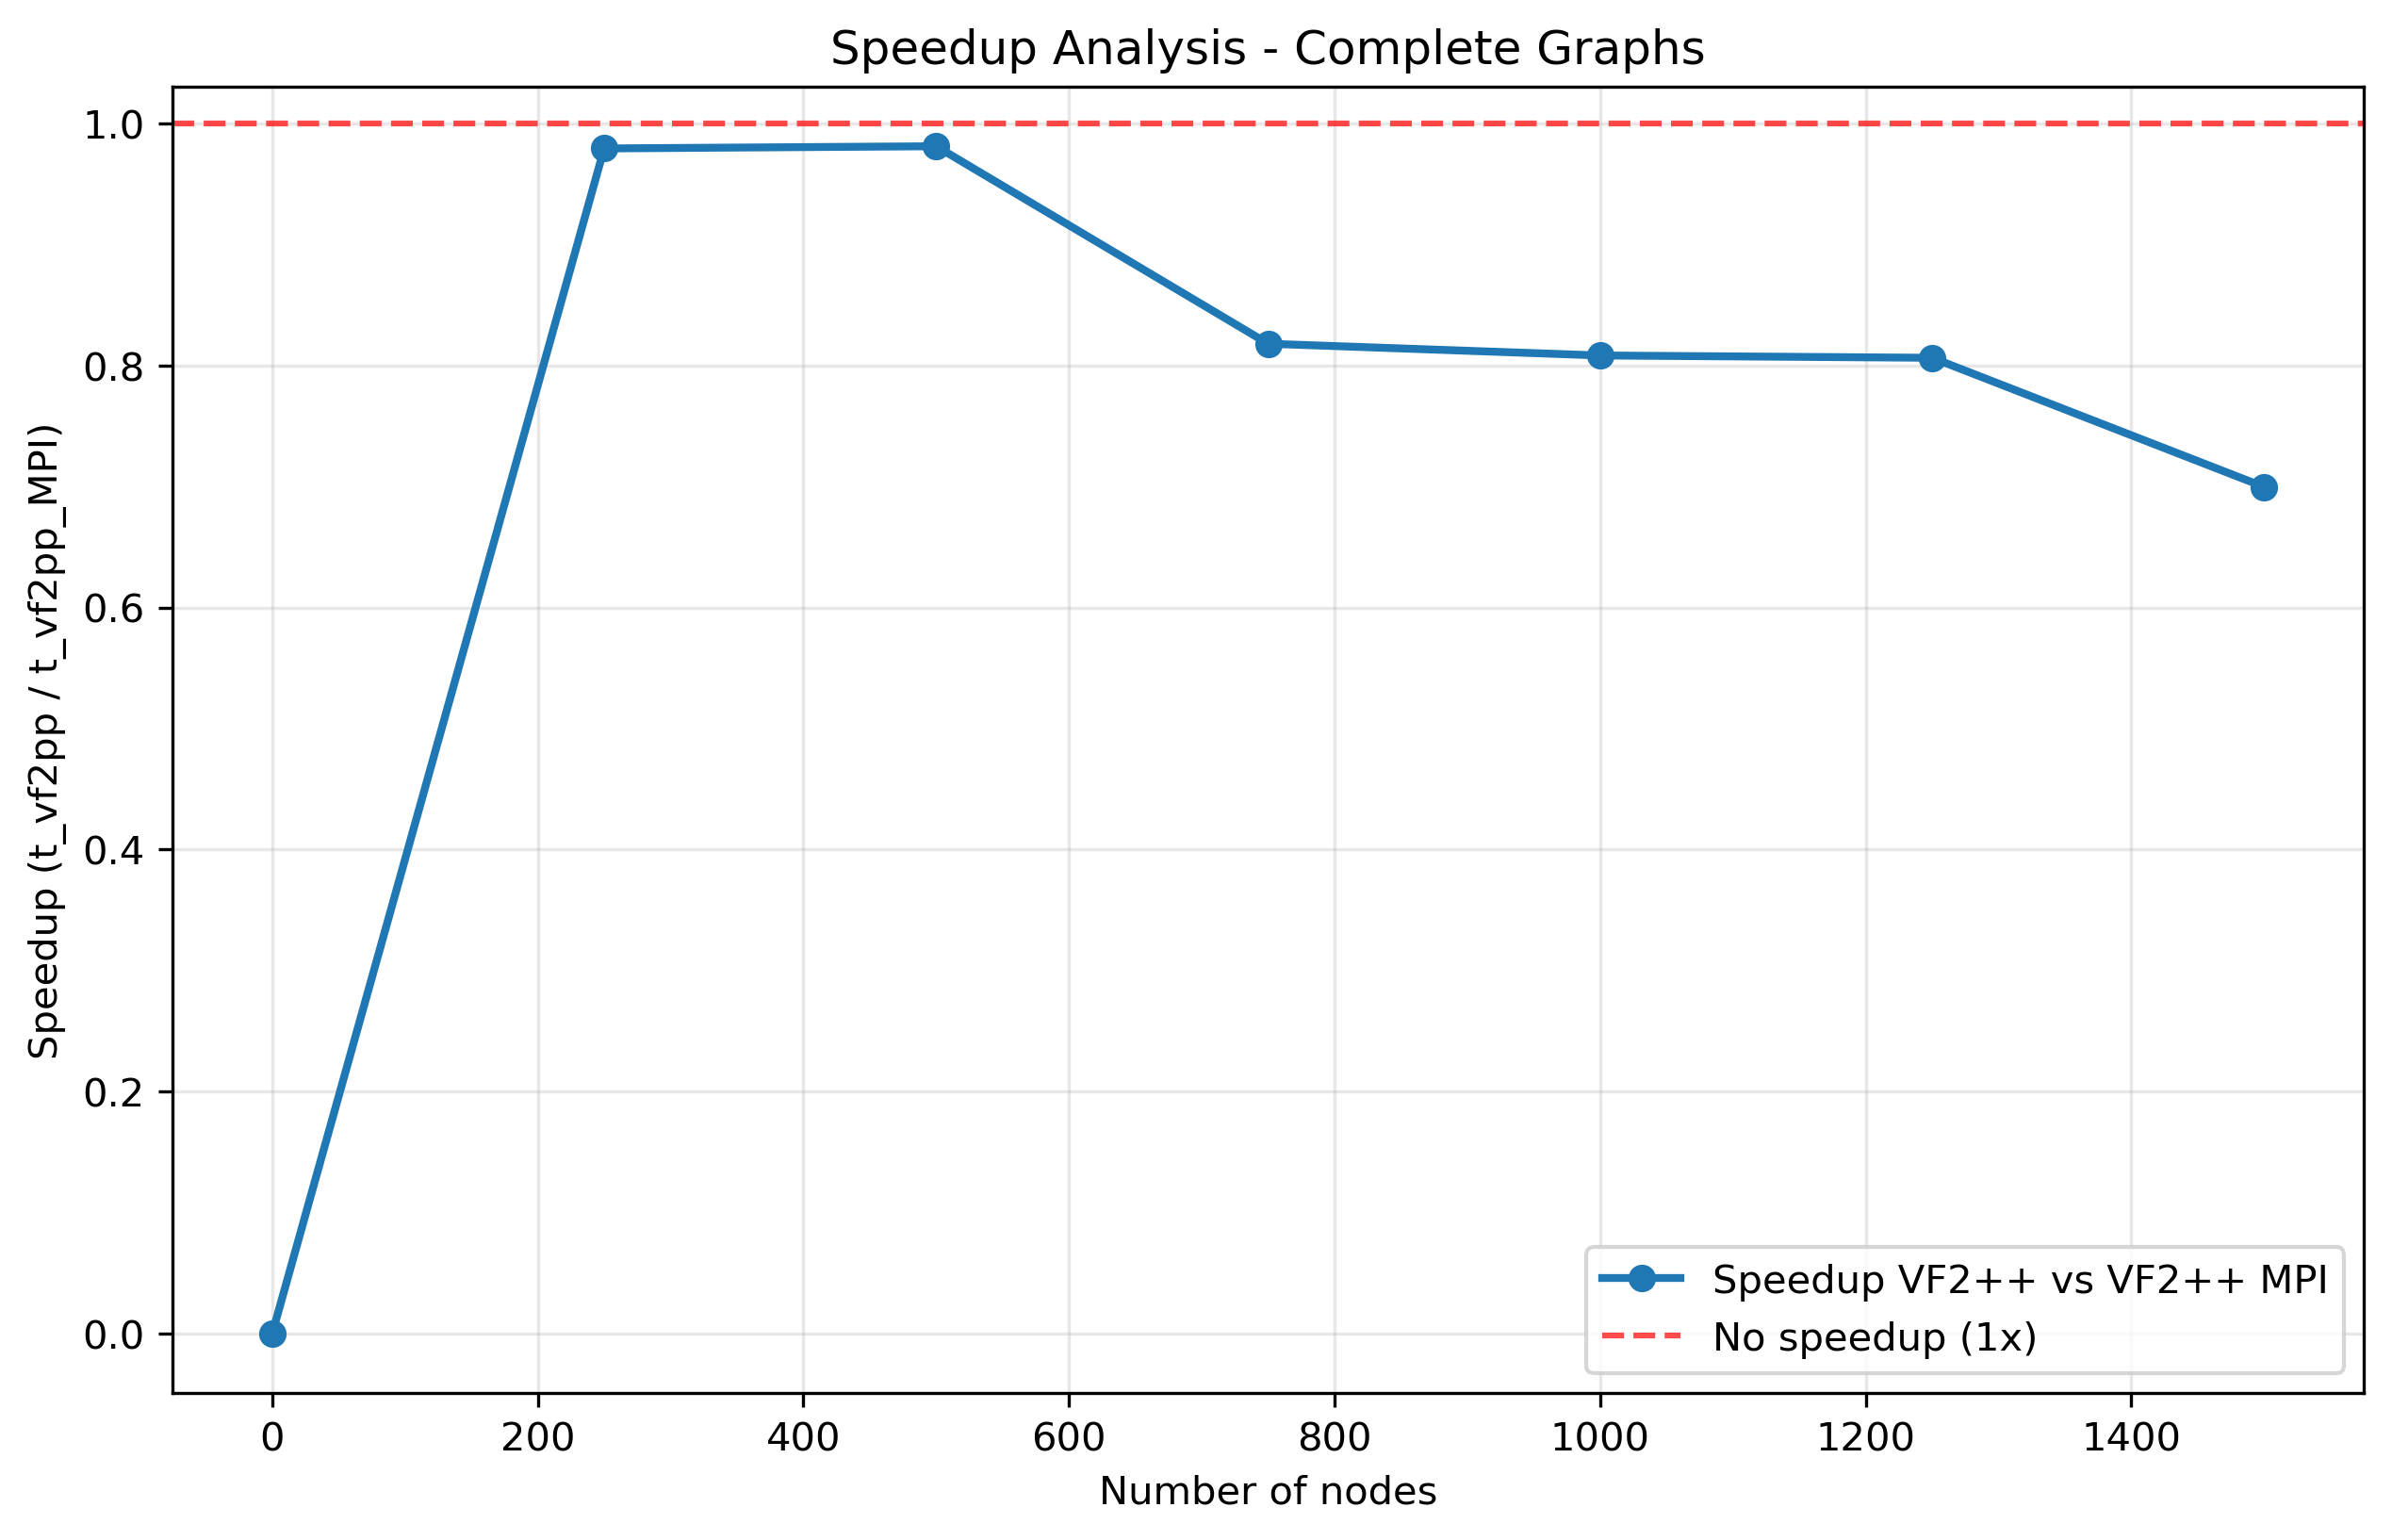 Speedup Analysis - Complete Graphs
Speedup (t_vf2pp / t_vf2pp_MPI)
1.0
0.8
0.6
0.4
0.2
0.0
Speedup VF2++ vs VF2++ MPI
No speedup (1x)
0 200 400 600 800 1000 1200 1400
Number of nodes